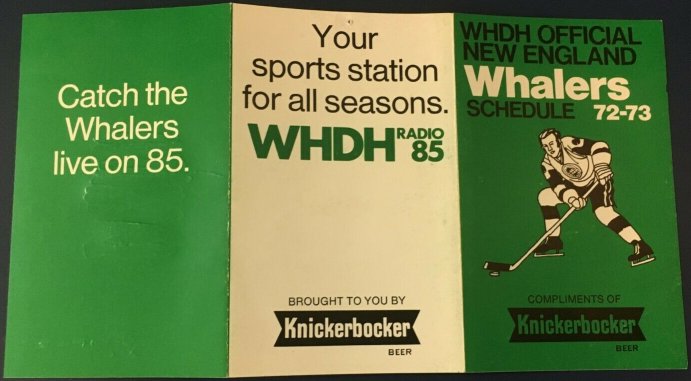 Catch the
Whalers
live on 85.
Your
sports station
for all seasons.
WHDH RADIO 85
BROUGHT TO YOU BY
Knickerbocker
BEER
WHDH OFFICIAL
NEW ENGLAND
Whalers
SCHEDULE 72-73
COMPLIMENTS OF
Knickerbocker
BEER